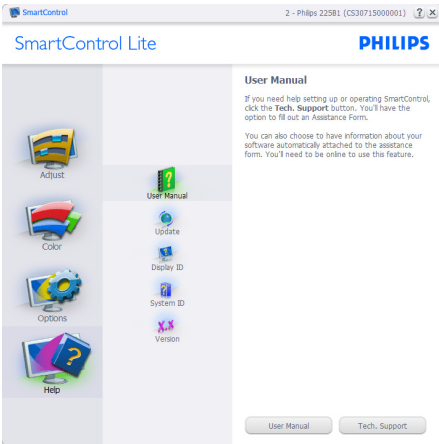 SmartControl
2 - Philips 225B1 (CS30715000001)
? X
SmartControl Lite
PHILIPS
Adjust
Color
Options
Help
User Manual
Update
Display ID
System ID
X.X
Version
User Manual
If you need help setting up or operating SmartControl,
click the Tech. Support button. You'll have the
option to fill out an Assistance Form.
You can also choose to have information about your
software automatically attached to the assistance
form. You'll need to be online to use this feature.
User Manual
Tech. Support